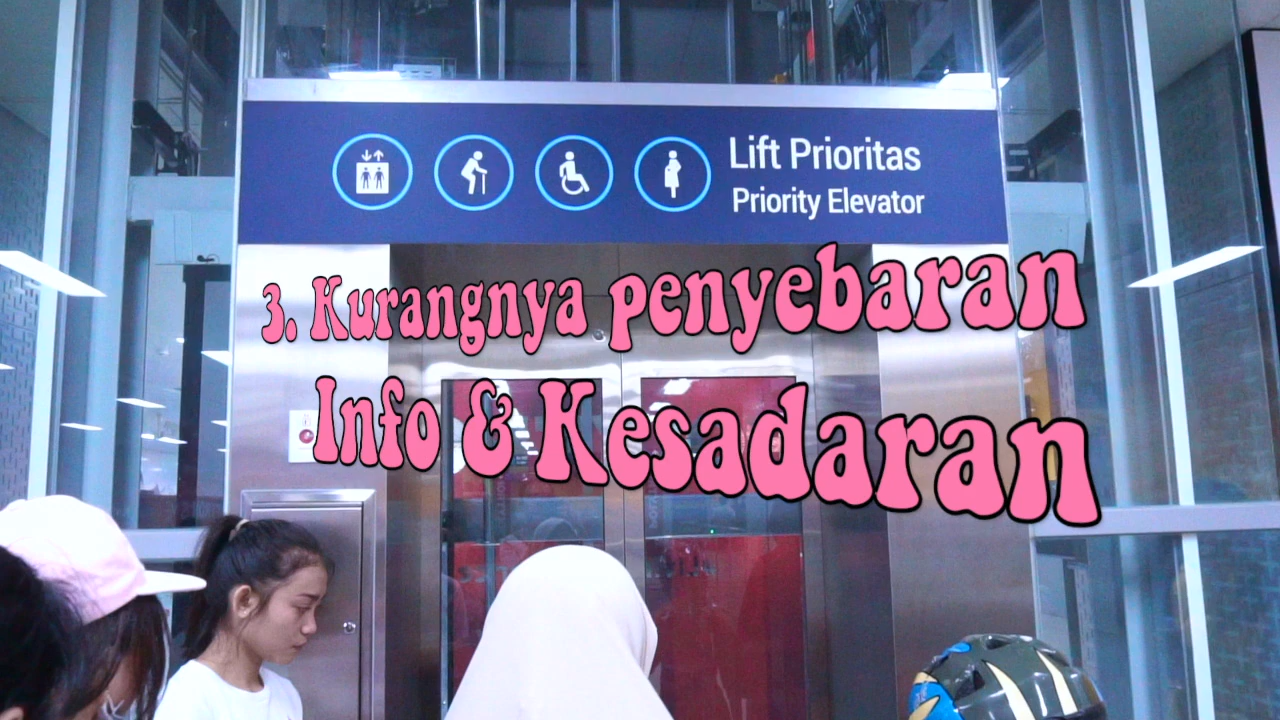 Lift Prioritas
Priority Elevator
3. Kurangnya penyebaran
Info & Kesadaran